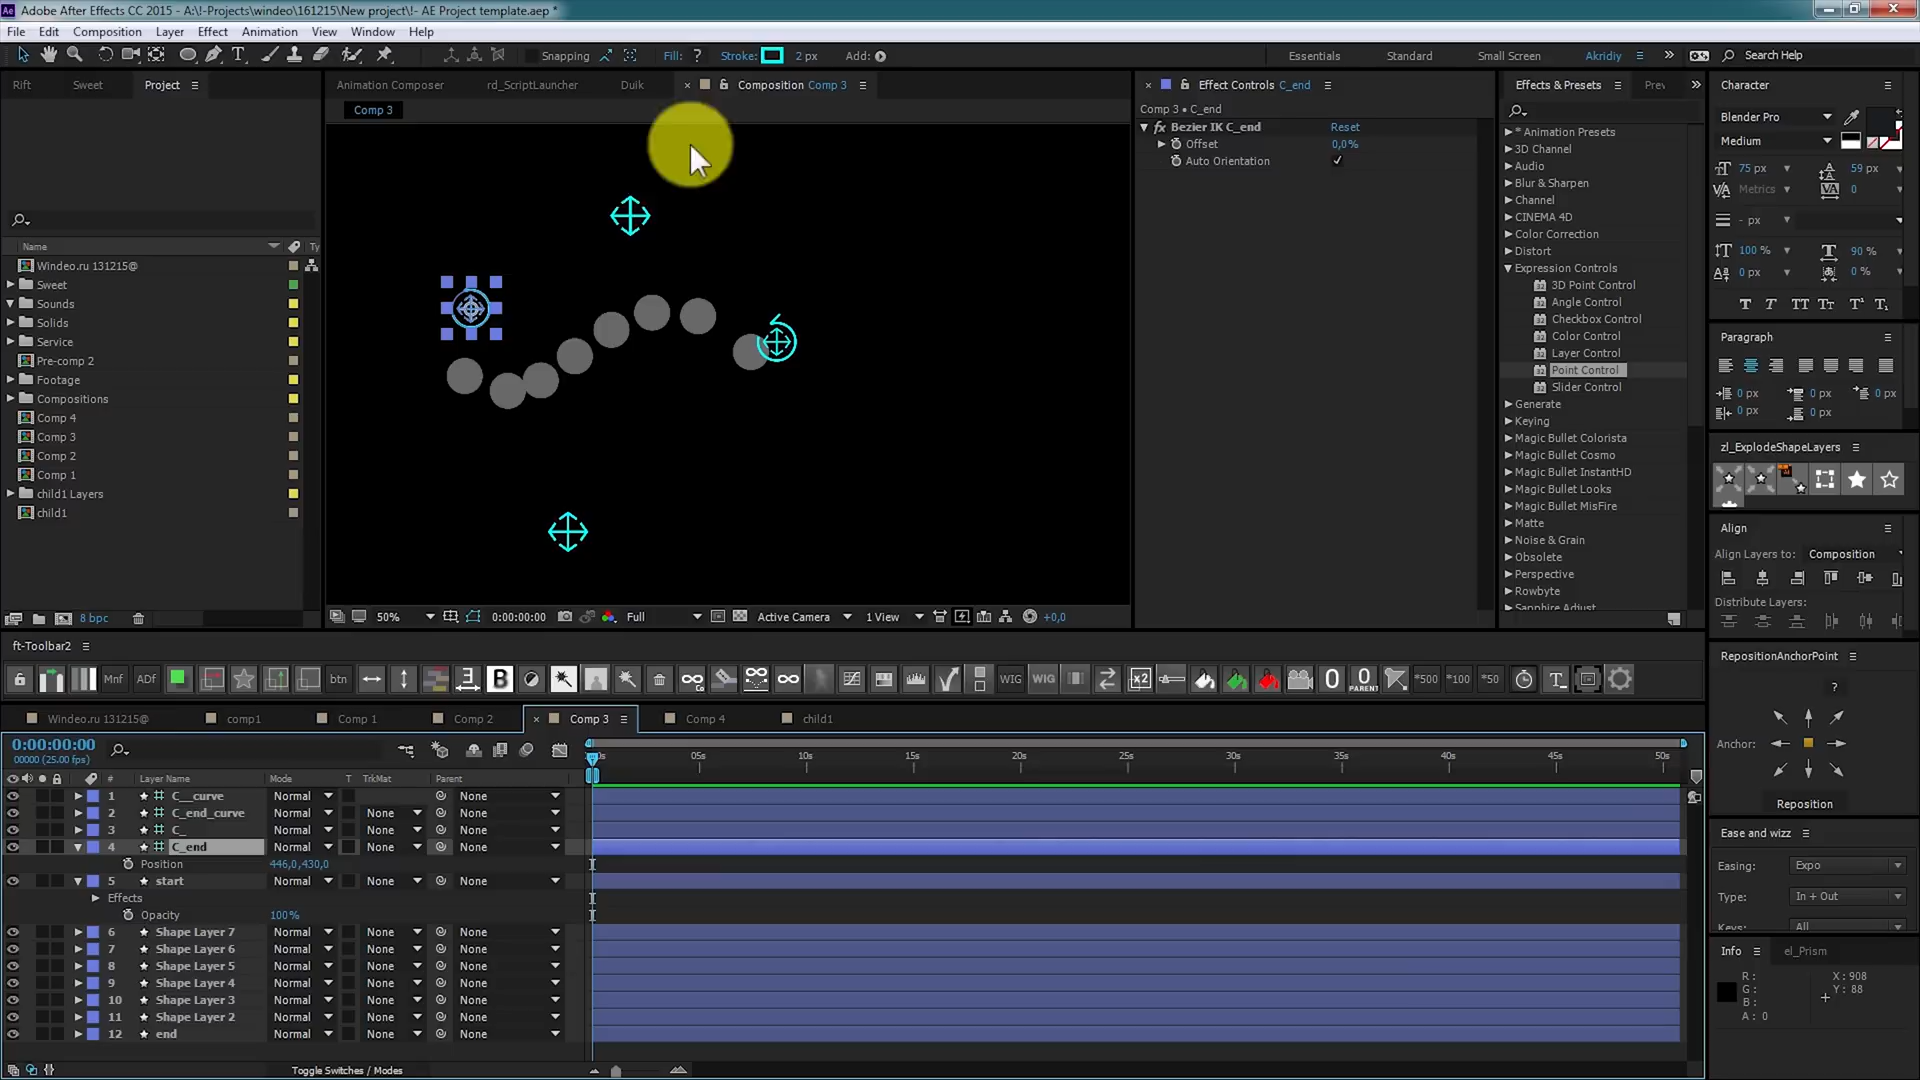 Adobe After Effects CC 2015 - A:\!-Projects\windeo\161215\New project\!- AE Project template.aep *
File Edit Composition Layer Effect Animation View Window Help
Snapping Fill: ? Stroke: 2 px Add: Essentials Standard Small Screen Akridiy Search Help
Rift Sweet Project
Animation Composer rd_ScriptLauncher Duik Composition Comp 3
Comp 3
Effect Controls C_end
Comp 3 • C_end
Bezier IK C_end Reset
Offset 0,0%
Auto Orientation
Name Ty
Windeo.ru 131215@
Sweet
Sounds
Solids
Service
Pre-comp 2
Footage
Compositions
Comp 4
Comp 3
Comp 2
Comp 1
child1 Layers
child1
8 bpc
50% 0:00:00:00 Full Active Camera 1 View +0,0
Effects & Presets Prev
* Animation Presets
3D Channel
Audio
Blur & Sharpen
Channel
CINEMA 4D
Color Correction
Distort
Expression Controls
3D Point Control
Angle Control
Checkbox Control
Color Control
Layer Control
Point Control
Slider Control
Generate
Keying
Magic Bullet Colorista
Magic Bullet Cosmo
Magic Bullet InstantHD
Magic Bullet Looks
Magic Bullet MisFire
Matte
Noise & Grain
Obsolete
Perspective
Rowbyte
Sapphire Adjust
Character
Blender Pro
Medium
75 px 59 px
Metrics 0
- px
100 % 90 %
0 px 0 %
T T TT Tr T¹ T₁
Paragraph
0 px 0 px 0 px
0 px 0 px
zl_ExplodeShapeLayers
Align
Align Layers to: Composition
Distribute Layers:
RepositionAnchorPoint
?
Anchor:
Reposition
Ease and wizz
Easing: Expo
Type: In + Out
Keys: All
Info el_Prism
R: X : 908
G: Y : 88
B:
A : 0
ft-Toolbar2
Mnf ADf btn 3 B Co WIG WIG x2 0 0 PARENT *500 *100 *50
Windeo.ru 131215@ comp1 Comp 1 Comp 2 Comp 3 Comp 4 child1
0:00:00:00
00000 (25.00 fps)
05s 10s 15s 20s 25s 30s 35s 40s 45s 50s
# Layer Name Mode T TrkMat Parent
1 C__curve Normal None
2 C_end_curve Normal None None
3 C_ Normal None None
4 C_end Normal None None
Position 446,0,430,0
5 start Normal None None
Effects
Opacity 100%
6 Shape Layer 7 Normal None None
7 Shape Layer 6 Normal None None
8 Shape Layer 5 Normal None None
9 Shape Layer 4 Normal None None
10 Shape Layer 3 Normal None None
11 Shape Layer 2 Normal None None
12 end Normal None None
Toggle Switches / Modes